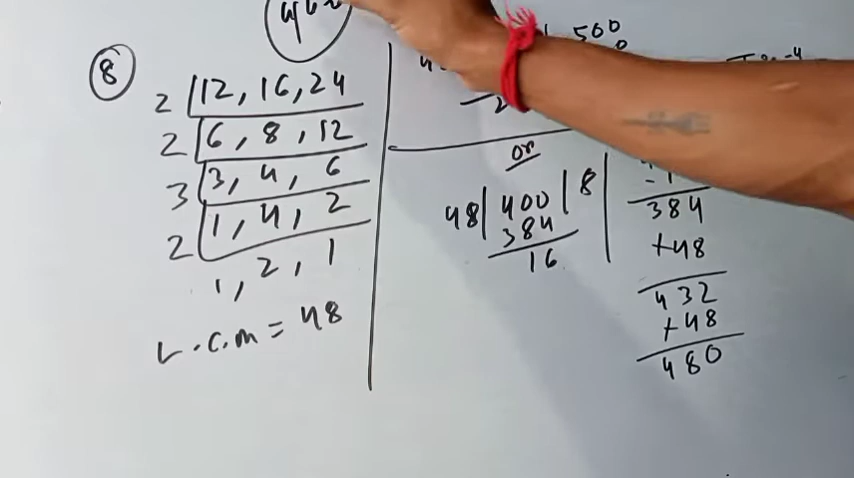 8
2 | 12, 16, 24
2 | 6, 8, 12
3 | 3, 4, 6
2 | 1, 4, 2
1, 2, 1
L.C.M = 48
500
or
48 | 400 | 8
384
16
384
+48
432
+48
480